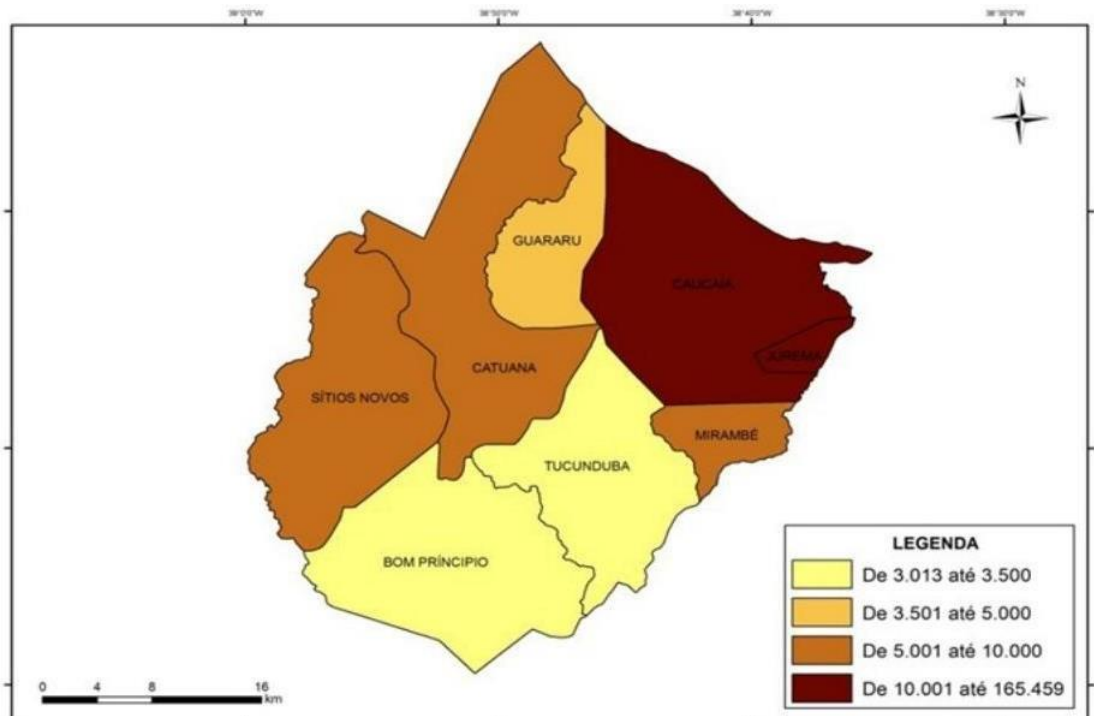 N
GUARARU
CAUCAÍA
JUREMA
CATUANA
SÍTIOS NOVOS
MIRAMBÉ
TUCUNDUBA
BOM PRÍNCIPIO
LEGENDA
De 3.013 até 3.500
De 3.501 até 5.000
De 5.001 até 10.000
De 10.001 até 165.459
0 4 8 16
km